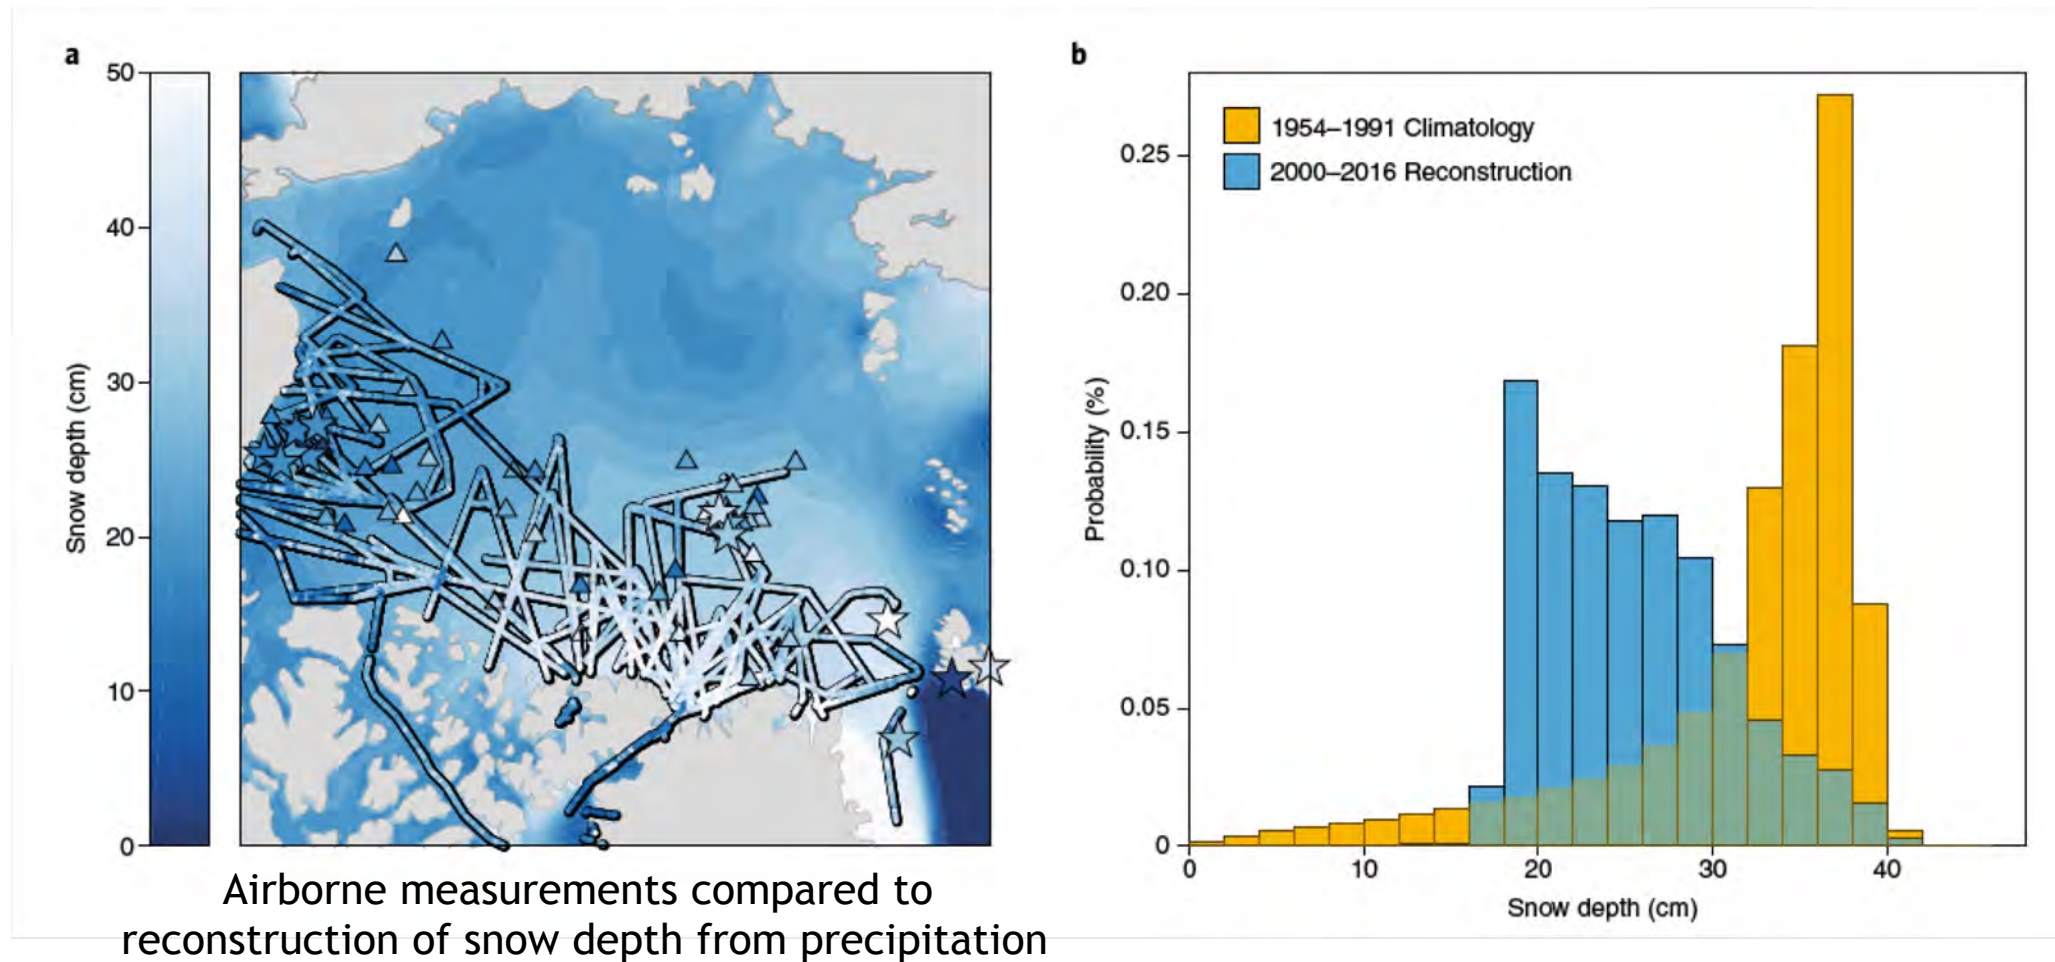 a
50
40
30
20
10
0
Snow depth (cm)
Airborne measurements compared to
reconstruction of snow depth from precipitation
b
1954–1991 Climatology
2000–2016 Reconstruction
0.25
0.20
0.15
0.10
0.05
0
Probability (%)
0 10 20 30 40
Snow depth (cm)